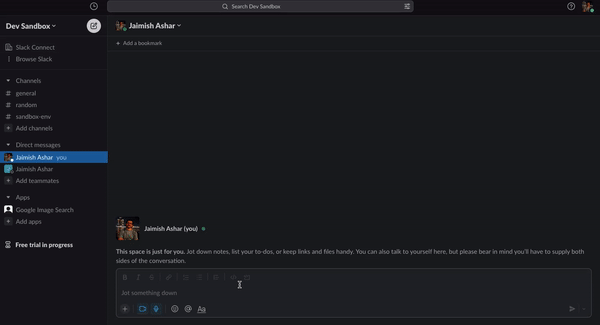 Search Dev Sandbox
Dev Sandbox
Slack Connect
Browse Slack
Channels
# general
# random
# sandbox-env
+ Add channels
Direct messages
Jaimish Ashar you
Jaimish Ashar
+ Add teammates
Apps
Google Image Search
+ Add apps
Free trial in progress
Jaimish Ashar
+ Add a bookmark
Jaimish Ashar (you)
This space is just for you. Jot down notes, list your to-dos, or keep links and files handy. You can also talk to yourself here, but please bear in mind you'll have to supply both
sides of the conversation.
B I S
Jot something down
+ @ Aa